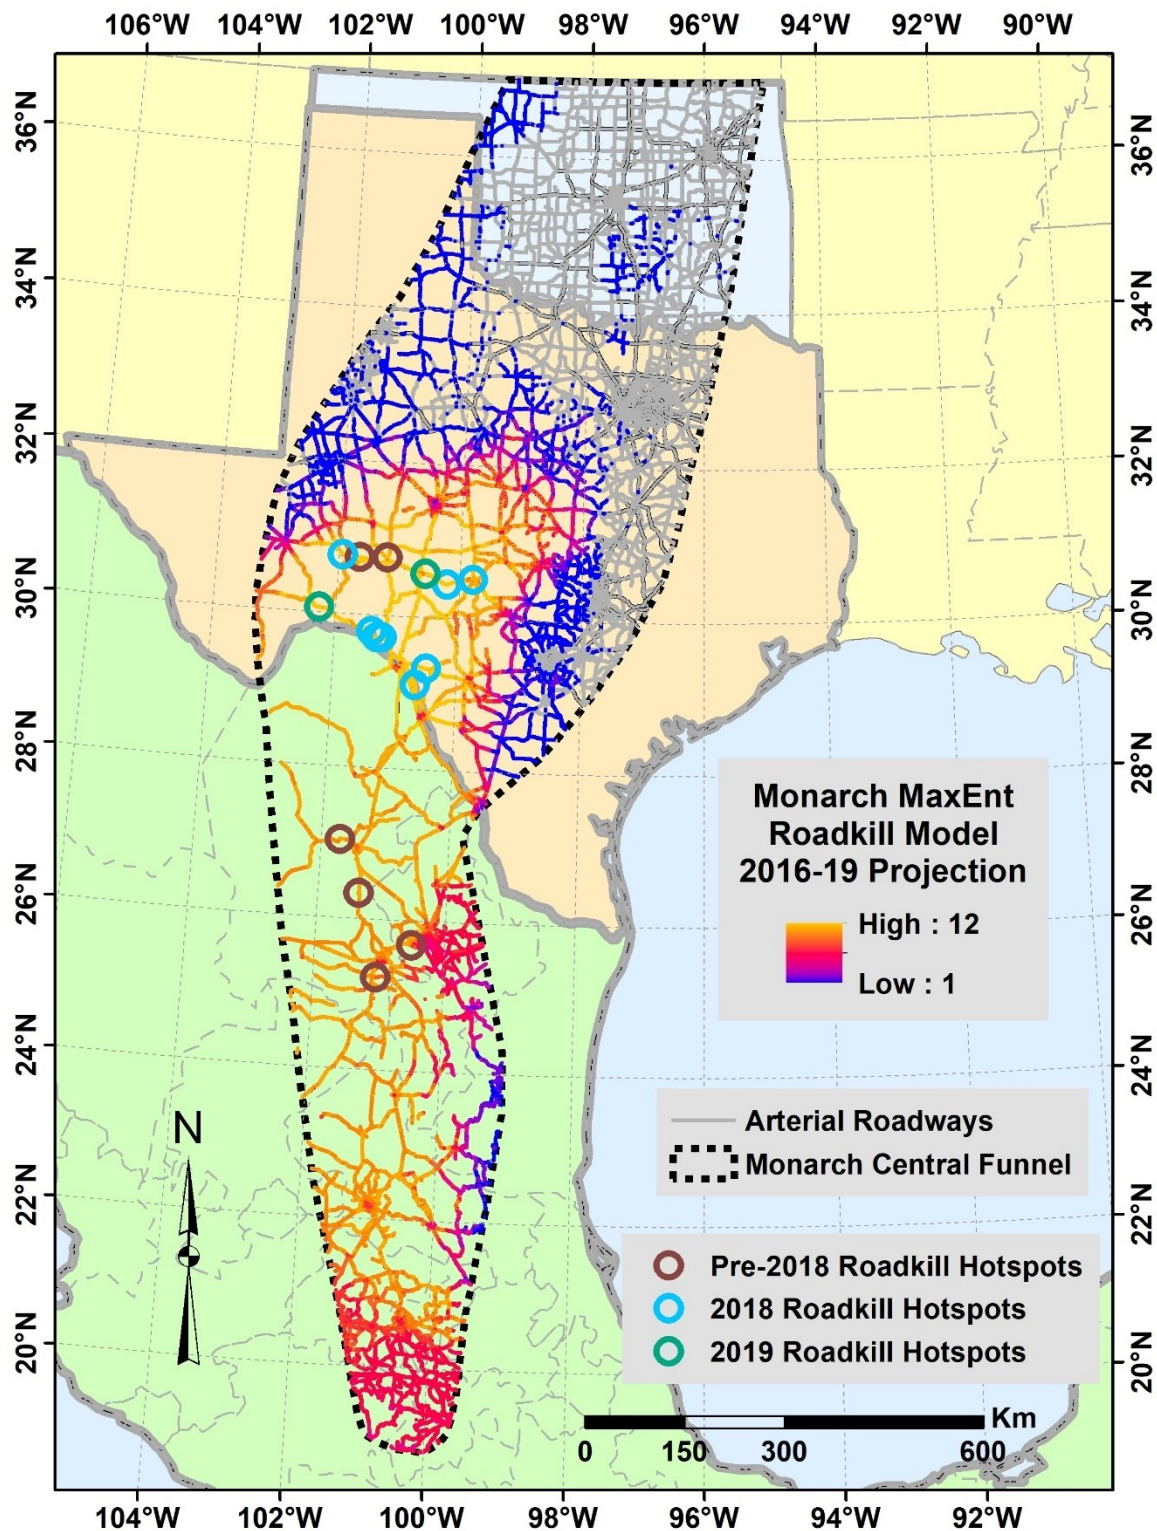 106°W 104°W 102°W 100°W 98°W 96°W 94°W 92°W 90°W
36°N
34°N
32°N
30°N
28°N
26°N
24°N
22°N
20°N
36°N
34°N
32°N
30°N
28°N
26°N
24°N
22°N
20°N
Monarch MaxEnt
Roadkill Model
2016-19 Projection
High : 12
Low : 1
N
Arterial Roadways
Monarch Central Funnel
Pre-2018 Roadkill Hotspots
2018 Roadkill Hotspots
2019 Roadkill Hotspots
Km
0 150 300 600
104°W 102°W 100°W 98°W 96°W 94°W 92°W